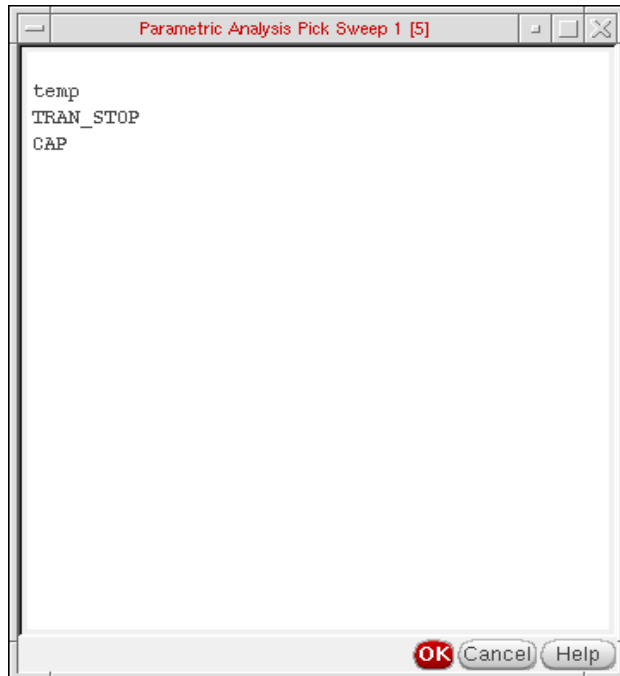 Parametric Analysis Pick Sweep 1 [5]
temp
TRAN_STOP
CAP
OK Cancel Help